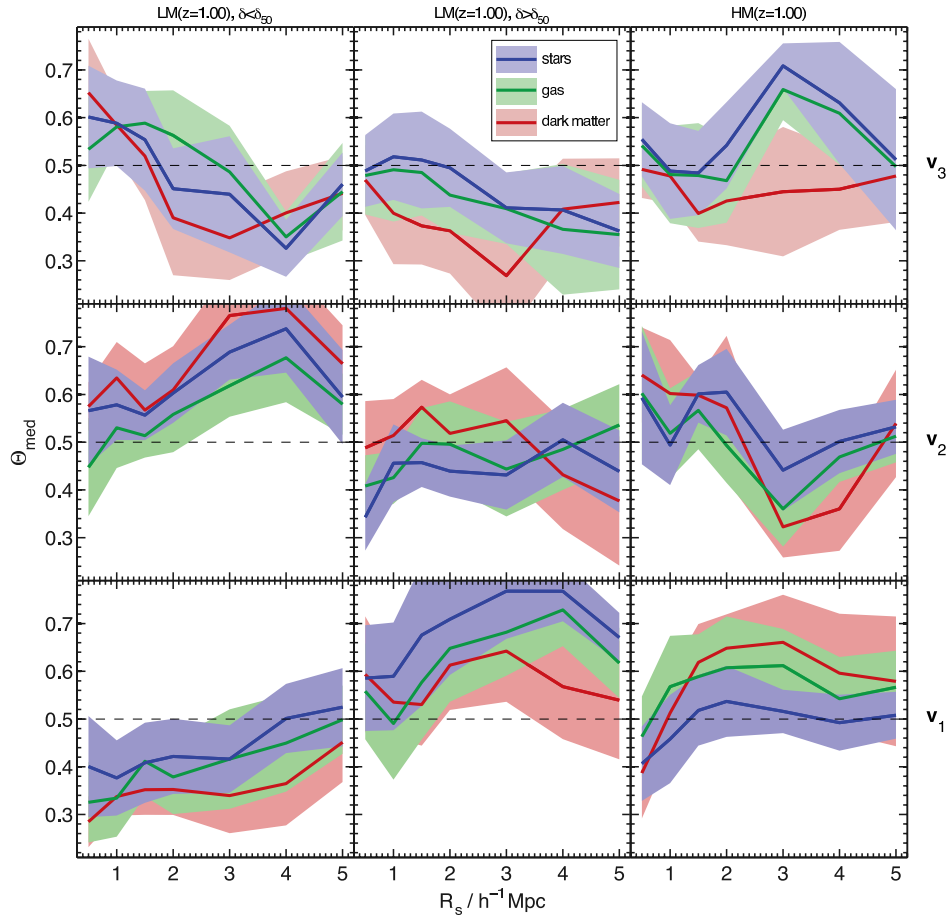 LM(z=1.00), δ<δ50
LM(z=1.00), δ>δ50
HM(z=1.00)
stars
gas
dark matter
0.7
0.6
0.5
0.4
0.3
v3
0.7
0.6
0.5
0.4
0.3
Θmed
v2
0.7
0.6
0.5
0.4
0.3
v1
1 2 3 4 5
1 2 3 4 5
1 2 3 4 5
Rs / h⁻¹ Mpc